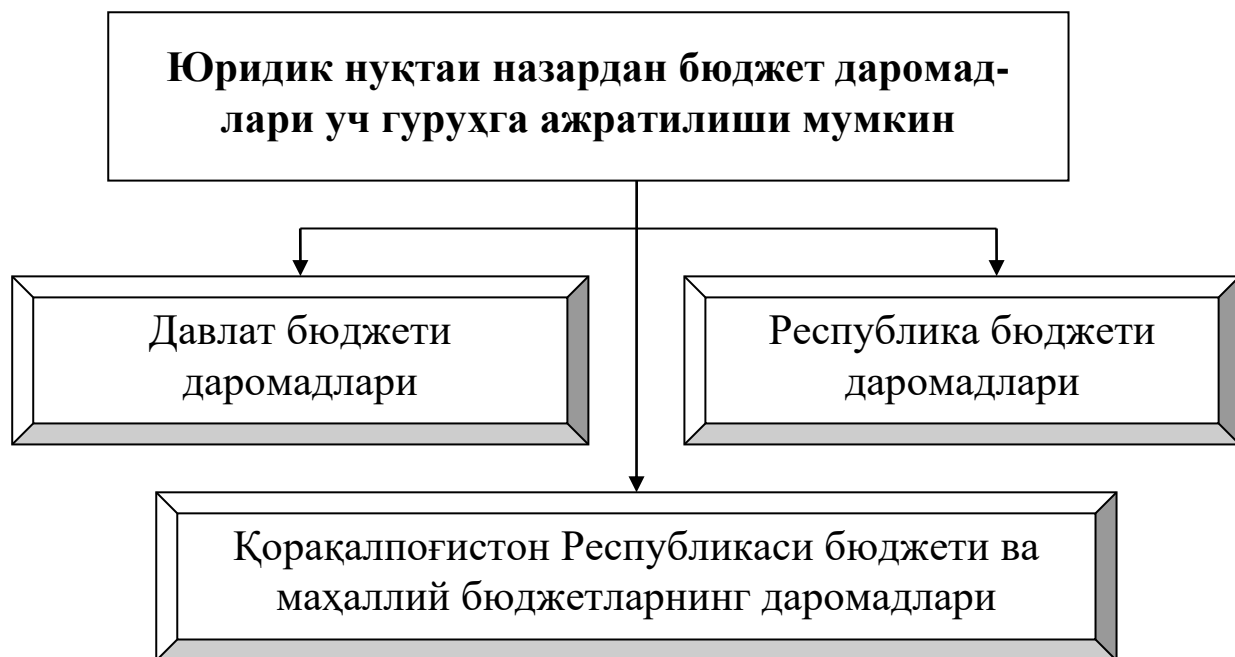 Юридик нуқтаи назардан бюджет даромад-
лари уч гуруҳга ажратилиши мумкин
Давлат бюджети
даромадлари
Республика бюджети
даромадлари
Қорақалпоғистон Республикаси бюджети ва
маҳаллий бюджетларнинг даромадлари